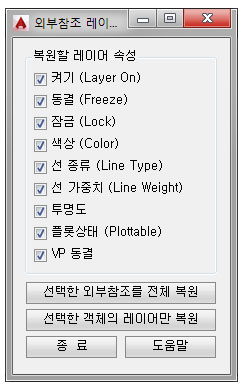 외부참조 레이...
복원할 레이어 속성
켜기 (Layer On)
동결 (Freeze)
잠금 (Lock)
색상 (Color)
선 종류 (Line Type)
선 가중치 (Line Weight)
투명도
플롯상태 (Plottable)
VP 동결
선택한 외부참조를 전체 복원
선택한 객체의 레이어만 복원
종 료
도움말